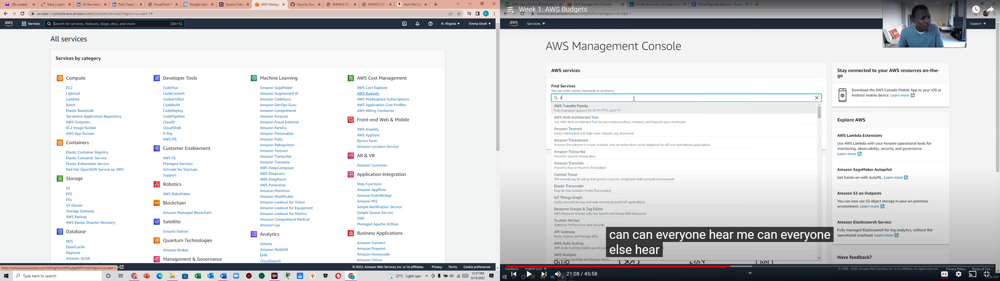 (38 unread) -
Slack | cyberg
All the resour
Post | Feed | L
PowerPoint P
Google Calen
Quizizz Creat
AWS Manage
Security Over
EMMA'S CV
EMMA'S CV
Hack the Cyb
us-east-1.console.aws.amazon.com/console/services?region=us-east-1#
aws
Services
Search for services, features, blogs, docs, and more
[Alt+S]
N. Virginia
Emma Onoh
All services
Services by category
Compute
EC2
Lightsail
Lambda
Batch
Elastic Beanstalk
Serverless Application Repository
AWS Outposts
EC2 Image Builder
AWS App Runner
Containers
Elastic Container Registry
Elastic Container Service
Elastic Kubernetes Service
Red Hat OpenShift Service on AWS
Storage
S3
EFS
FSx
S3 Glacier
Storage Gateway
AWS Backup
AWS Elastic Disaster Recovery
Database
RDS
ElastiCache
Neptune
Amazon QLDB
Developer Tools
CodeStar
CodeCommit
CodeArtifact
CodeBuild
CodeDeploy
CodePipeline
Cloud9
CloudShell
X-Ray
AWS FIS
Customer Enablement
AWS IQ
Managed Services
Activate for Startups
Support
Robotics
AWS RoboMaker
Blockchain
Amazon Managed Blockchain
Satellite
Ground Station
Quantum Technologies
Amazon Braket
Management & Governance
Machine Learning
Amazon SageMaker
Amazon Augmented AI
Amazon CodeGuru
Amazon DevOps Guru
Amazon Comprehend
Amazon Forecast
Amazon Fraud Detector
Amazon Kendra
Amazon Personalize
Amazon Polly
Amazon Rekognition
Amazon Textract
Amazon Transcribe
Amazon Translate
AWS DeepComposer
AWS DeepLens
AWS DeepRacer
AWS Panorama
Amazon Monitron
Amazon HealthLake
Amazon Lookout for Vision
Amazon Lookout for Equipment
Amazon Lookout for Metrics
Amazon Comprehend Medical
Amazon Lex
Analytics
Athena
Amazon Redshift
EMR
CloudSearch
AWS Cost Management
AWS Cost Explorer
AWS Budgets
AWS Marketplace Subscriptions
AWS Application Cost Profiler
AWS Billing Conductor
Front-end Web & Mobile
AWS Amplify
AWS AppSync
Device Farm
Amazon Location Service
AR & VR
Amazon Sumerian
Application Integration
Step Functions
Amazon AppFlow
Amazon EventBridge
Amazon MQ
Simple Notification Service
Simple Queue Service
SWF
Managed Apache Airflow
Business Applications
Amazon Connect
Amazon Pinpoint
Amazon Honeycode
Amazon Chime
https://console.aws.amazon.com/billing/home#/budgets#/home?region=us-east-1
© 2022, Amazon Web Services, Inc. or its affiliates.
Privacy
Terms
Cookie preferences
Type here to search
27°C Light rain
12:37 PM
9/10/2022
AWW App | Online Whiteboard
AWS Management Console
All the resources you need to ge
Cloud Engineer Resume - Googl
Week 1: AWS Budgets
console.aws.amazon.com/console/home?region=us-east-1
aws
Services
Support
AWS Management Console
AWS services
Find Services
You can enter names, keywords or acronyms.
t
AWS Transfer Family
Fully managed support for SFTP, FTPS and FTP
AWS Well-Architected Tool
Use AWS Well-Architected Tool to learn best practices, measure, and improve your workloads
Amazon Textract
Easily extract text and data from virtually any document
Amazon Timestream
Amazon Timestream is a fast, scalable, and serverless time series database for IoT and operational applications.
Amazon Transcribe
Powerful Speech Recognition
Amazon Translate
Powerful Neural Machine Translation
Control Tower
The easiest way to set up and govern a secure, compliant multi-account environment
Elastic Transcoder
Easy-to-Use Scalable Media Transcoding
IoT Things Graph
Easily connect devices and web services to build IoT applications
Resource Groups & Tag Editor
AWS Resource Groups Lets You Search and Group AWS Resources
Trusted Advisor
Optimize Performance and Security
API Gateway
Build, Deploy and Manage APIs
AWS Auto Scaling
AWS Auto Scaling enables you to
AWS Budgets
Set Custom Budgets and Receive Alerts
Stay connected to your AWS resources on-the-
go
Download the AWS Console Mobile App to your iOS or
Android mobile device. Learn more
Explore AWS
AWS Lambda Extensions
Use AWS Lambda with your favorite operational tools for
monitoring, observability, security, and governance.
Learn more
Amazon SageMaker Autopilot
Get hands-on with AutoML. Learn more
Amazon S3 on Outposts
You can now use S3 object storage in your on-premises
environment. Learn more
Amazon Elasticsearch Service
Fully managed Elasticsearch for log analytics, without the
operational overhead. Learn more
Have feedback?
can can everyone hear me can everyone
else hear
Feedback
English (US)
© 2008 - 2020, Amazon Web Services, Inc. or its affiliates. All rights reserved.
Privacy Policy
Terms of Use
21:08 / 45:58
CC